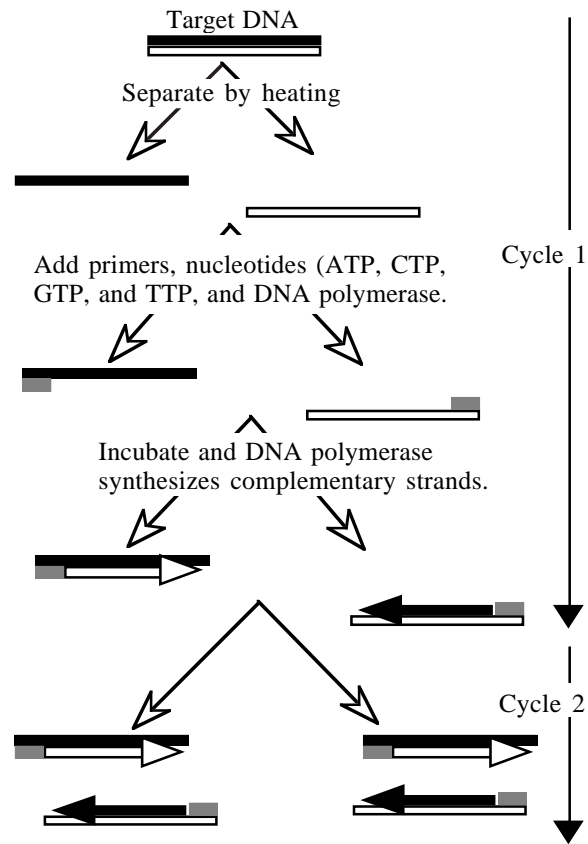 Target DNA
Separate by heating
Cycle 1
Add primers, nucleotides (ATP, CTP,
GTP, and TTP, and DNA polymerase.
Incubate and DNA polymerase
synthesizes complementary strands.
Cycle 2